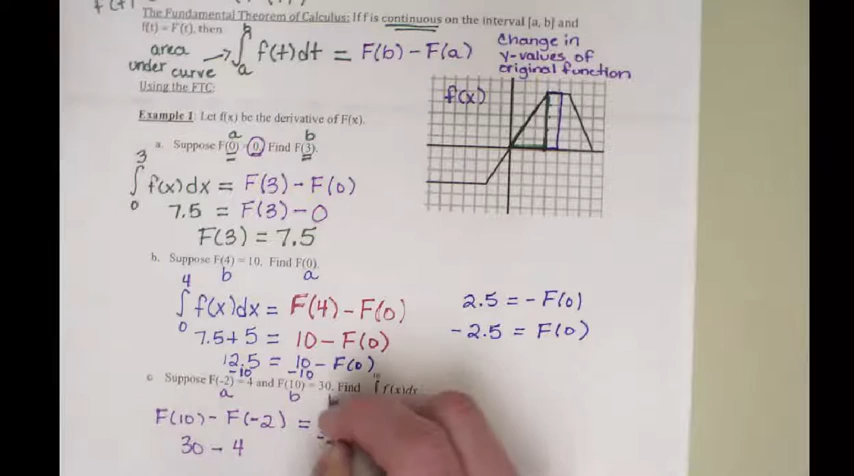 The Fundamental Theorem of Calculus: If f is continuous on the interval [a, b] and
f(t) = F'(t), then
b
∫ f(t)dt = F(b) - F(a)
a
area
under curve
change in
y-values of
original function
Using the FTC:
f(x)
Example 1: Let f(x) be the derivative of F(x).
a b
a. Suppose F(0) = 0. Find F(3).
3
∫ f(x)dx = F(3) - F(0)
0
7.5 = F(3) - 0
F(3) = 7.5
b. Suppose F(4) = 10. Find F(0).
b a
4
∫ f(x)dx = F(4) - F(0)
0
7.5 + 5 = 10 - F(0)
12.5 = 10 - F(0)
-10 -10
2.5 = - F(0)
-2.5 = F(0)
c. Suppose F(-2) = 4 and F(10) = 30. Find ∫ f(x)dx
a b
F(10) - F(-2) =
30 - 4